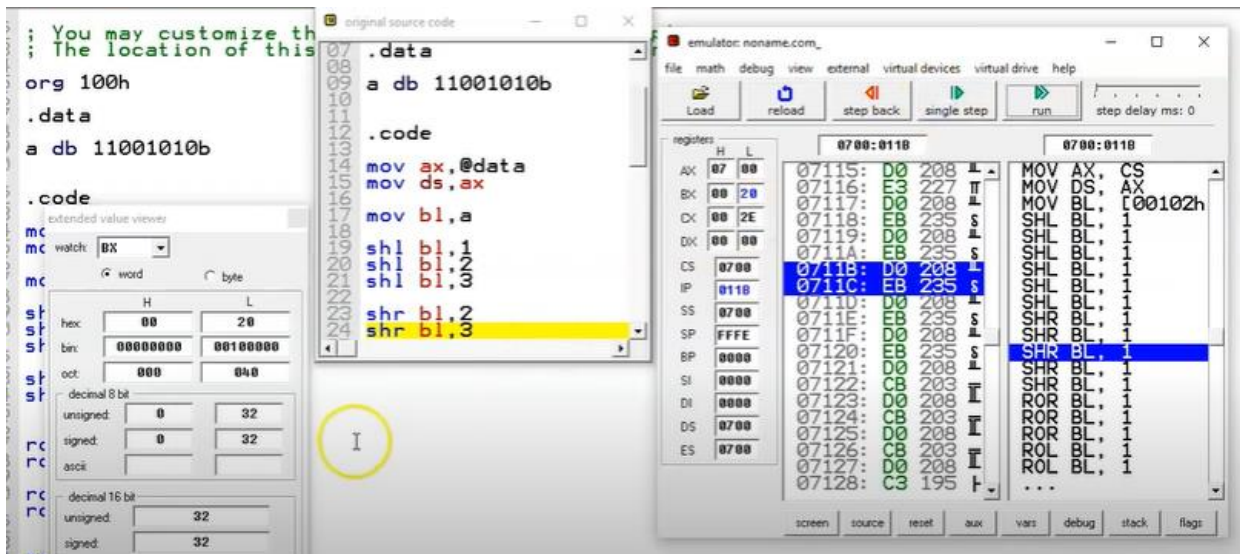 ; You may customize th
; The location of this
org 100h
.data
a db 11001010b
.code
mc
mc
mc
sh
sh
sh
sh
sh
rc
rc
rc
rc
original source code
07 .data
08
09 a db 11001010b
10
11
12 .code
13
14 mov ax,@data
15 mov ds,ax
16
17 mov bl,a
18
19 shl bl,1
20 shl bl,2
21 shl bl,3
22
23 shr bl,2
24 shr bl,3
extended value viewer
watch: BX
word byte
H L
hex: 00 20
bin: 00000000 00100000
oct: 000 040
decimal 8 bit
unsigned: 0 32
signed: 0 32
ascii:
decimal 16 bit
unsigned: 32
signed: 32
emulator: noname.com_
file math debug view external virtual devices virtual drive help
Load reload step back single step run step delay ms: 0
registers
H L
AX 07 00
BX 00 20
CX 00 2E
DX 00 00
CS 0700
IP 011B
SS 0700
SP FFFE
BP 0000
SI 0000
DI 0000
DS 0700
ES 0700
0700:011B
07115: D0 208 ╨
07116: E3 227 π
07117: D0 208 ╨
07118: EB 235 δ
07119: D0 208 ╨
0711A: EB 235 δ
0711B: D0 208 ╨
0711C: EB 235 δ
0711D: D0 208 ╨
0711E: EB 235 δ
0711F: D0 208 ╨
07120: EB 235 δ
07121: D0 208 ╨
07122: CB 203 ╦
07123: D0 208 ╨
07124: CB 203 ╦
07125: D0 208 ╨
07126: CB 203 ╦
07127: D0 208 ╨
07128: C3 195 ├
0700:011B
MOV AX, CS
MOV DS, AX
MOV BL, [00102h
SHL BL, 1
SHL BL, 1
SHL BL, 1
SHL BL, 1
SHL BL, 1
SHL BL, 1
SHR BL, 1
SHR BL, 1
SHR BL, 1
SHR BL, 1
SHR BL, 1
ROR BL, 1
ROR BL, 1
ROR BL, 1
ROL BL, 1
ROL BL, 1
...
screen source reset aux vars debug stack flags